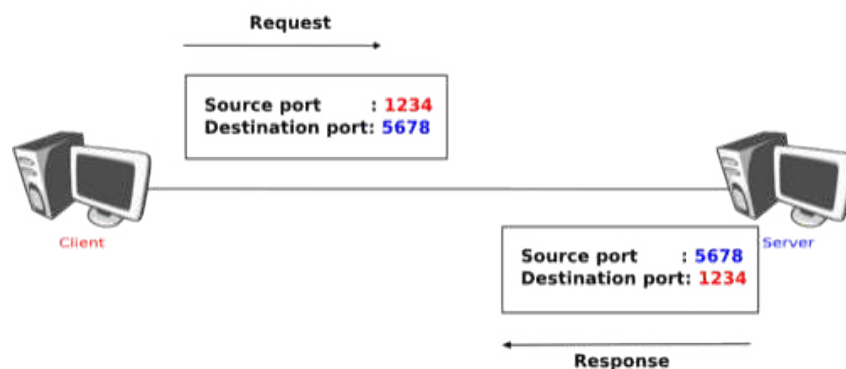 Request
Source port : 1234
Destination port: 5678
Client
Server
Source port : 5678
Destination port: 1234
Response